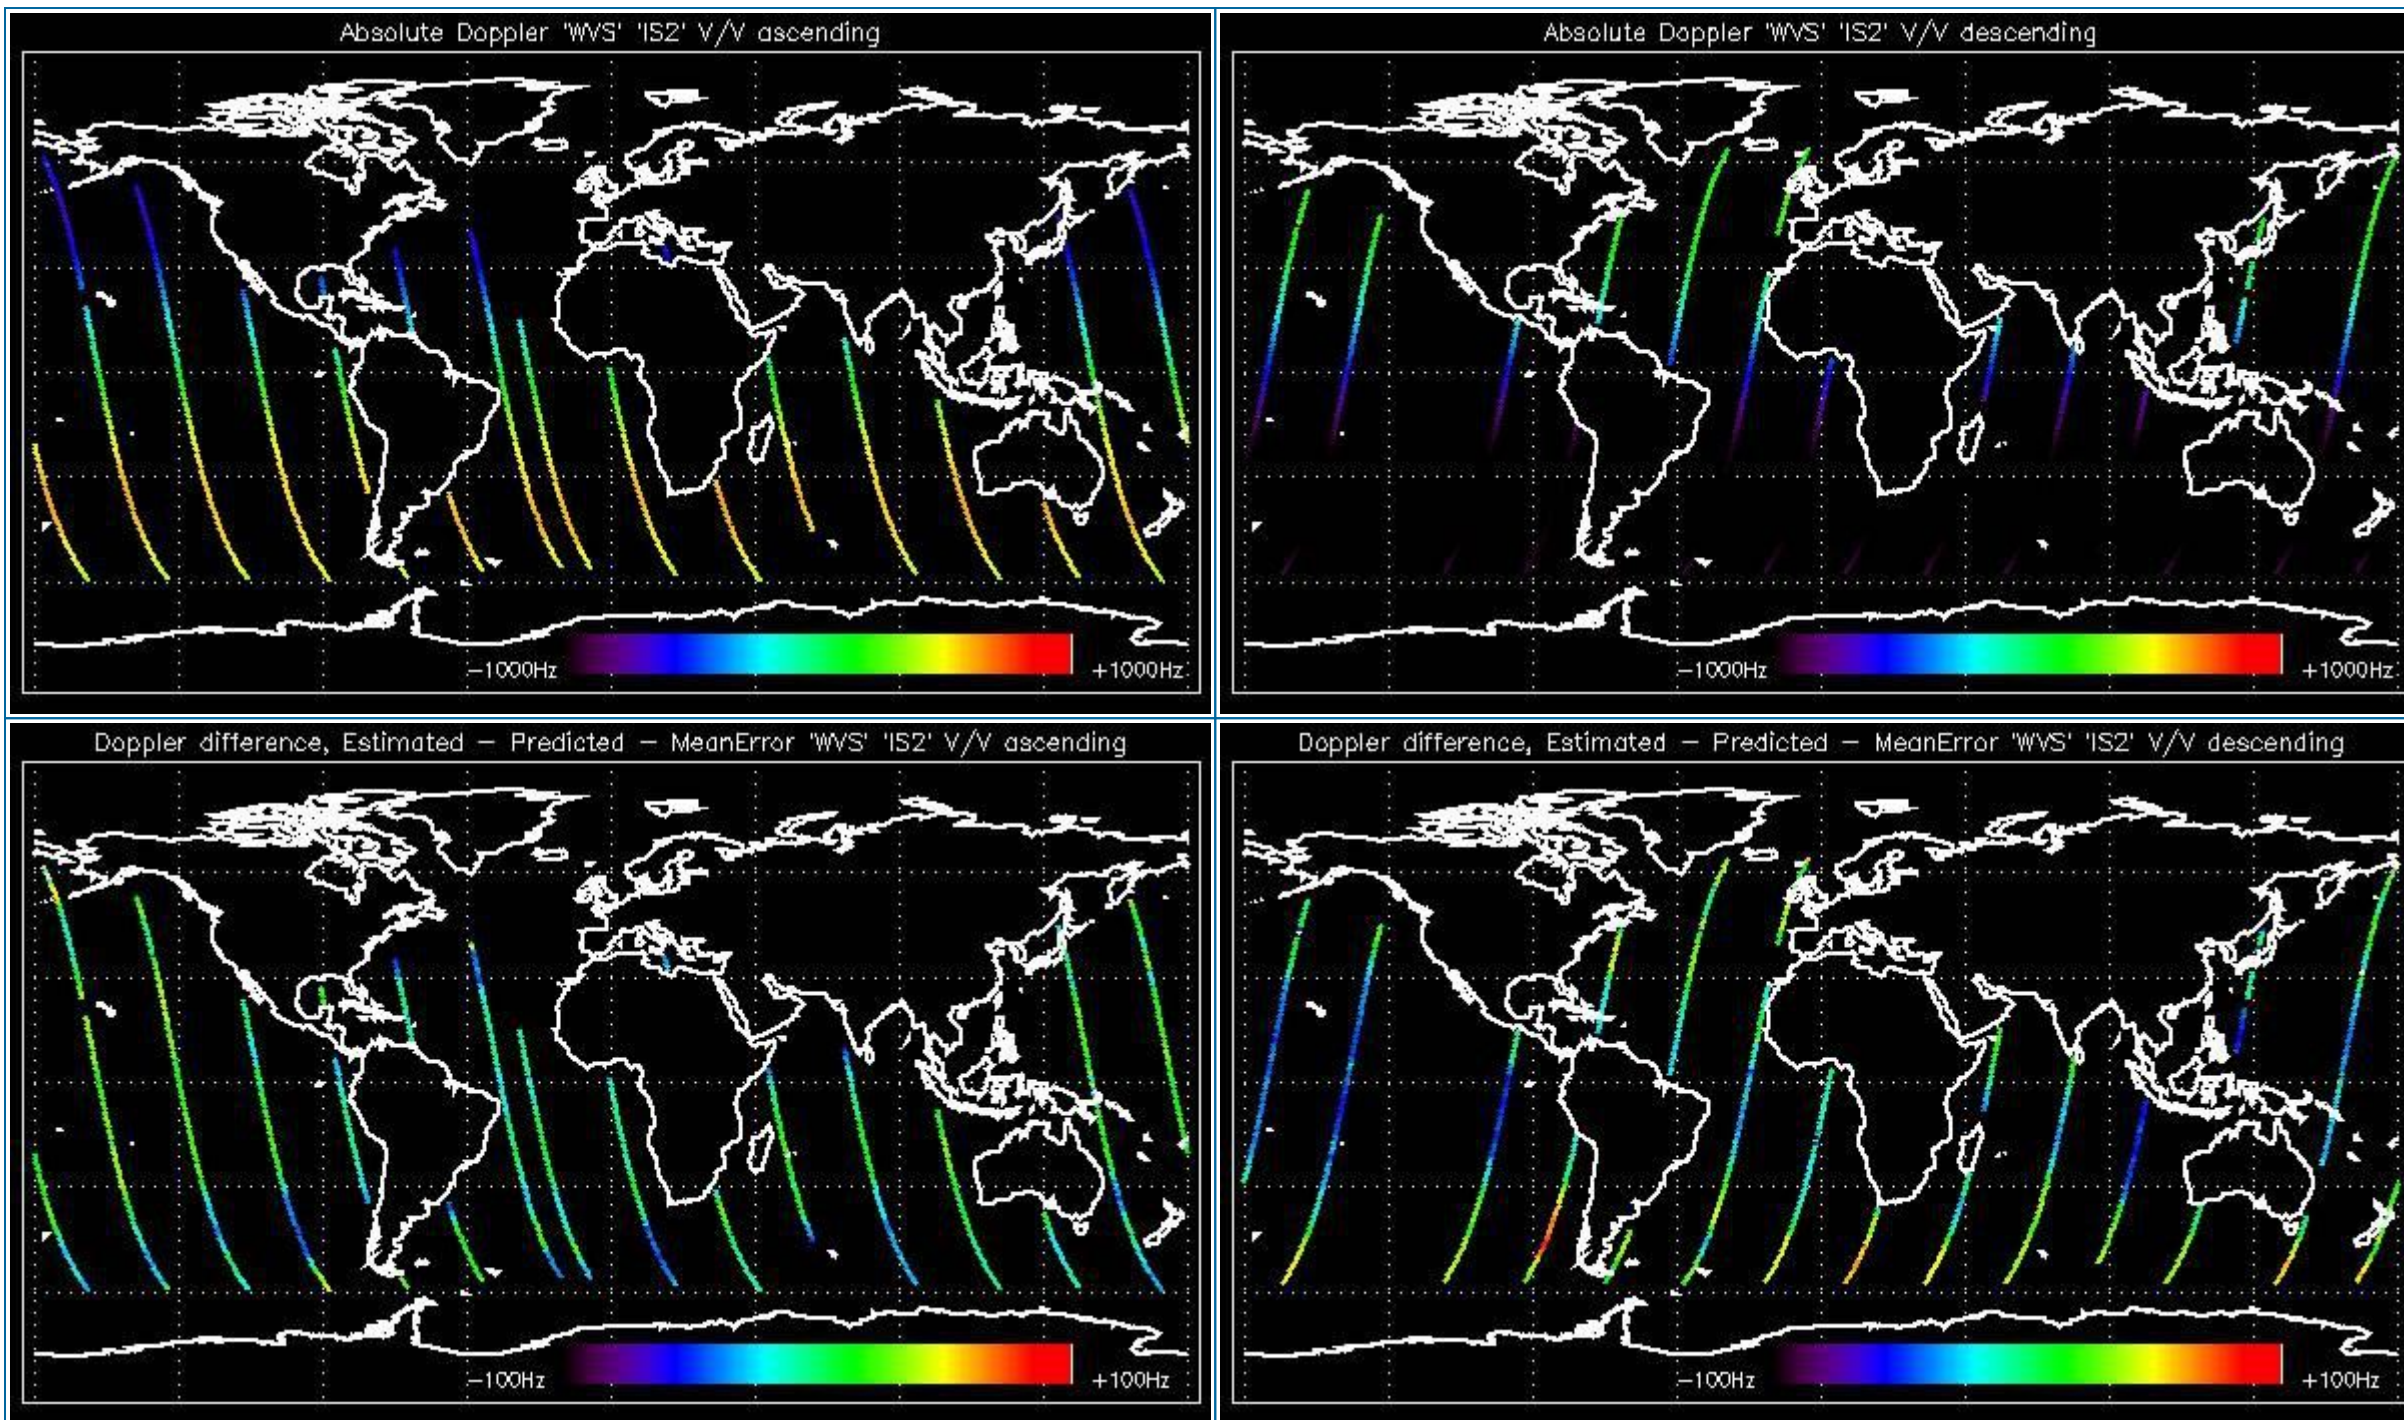 Absolute Doppler 'WVS' 'IS2' V/V ascending
-1000Hz
+1000Hz
Absolute Doppler 'WVS' 'IS2' V/V descending
-1000Hz
+1000Hz
Doppler difference, Estimated - Predicted - MeanError 'WVS' 'IS2' V/V ascending
-100Hz
+100Hz
Doppler difference, Estimated - Predicted - MeanError 'WVS' 'IS2' V/V descending
-100Hz
+100Hz